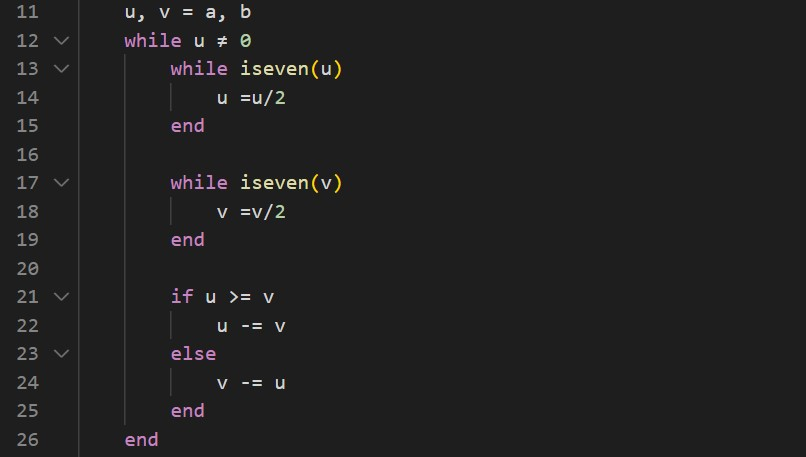 11 u, v = a, b
12 while u ≠ 0
13 while iseven(u)
14 u =u/2
15 end
16
17 while iseven(v)
18 v =v/2
19 end
20
21 if u >= v
22 u -= v
23 else
24 v -= u
25 end
26 end